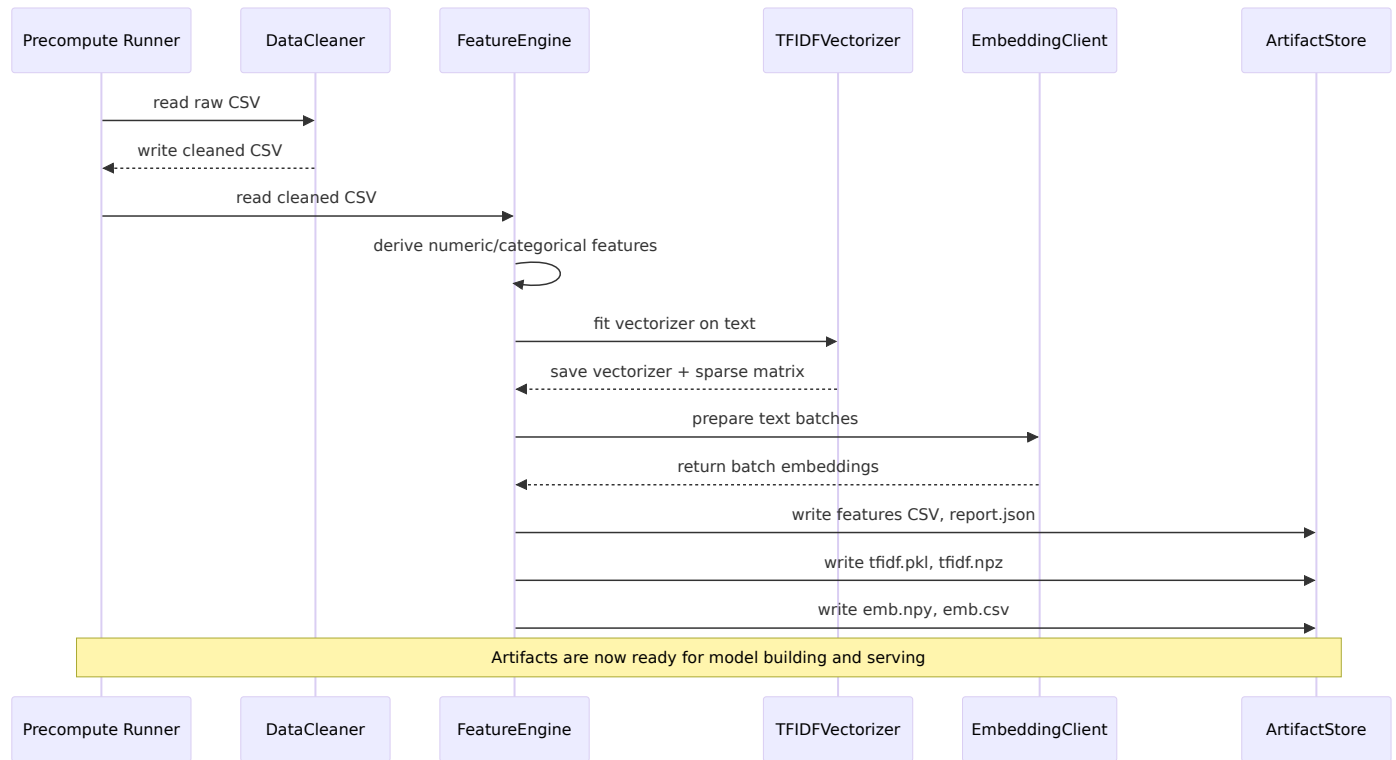 Precompute Runner
DataCleaner
FeatureEngine
TFIDFVectorizer
EmbeddingClient
ArtifactStore
read raw CSV
write cleaned CSV
read cleaned CSV
derive numeric/categorical features
fit vectorizer on text
save vectorizer + sparse matrix
prepare text batches
return batch embeddings
write features CSV, report.json
write tfidf.pkl, tfidf.npz
write emb.npy, emb.csv
Artifacts are now ready for model building and serving
Precompute Runner
DataCleaner
FeatureEngine
TFIDFVectorizer
EmbeddingClient
ArtifactStore